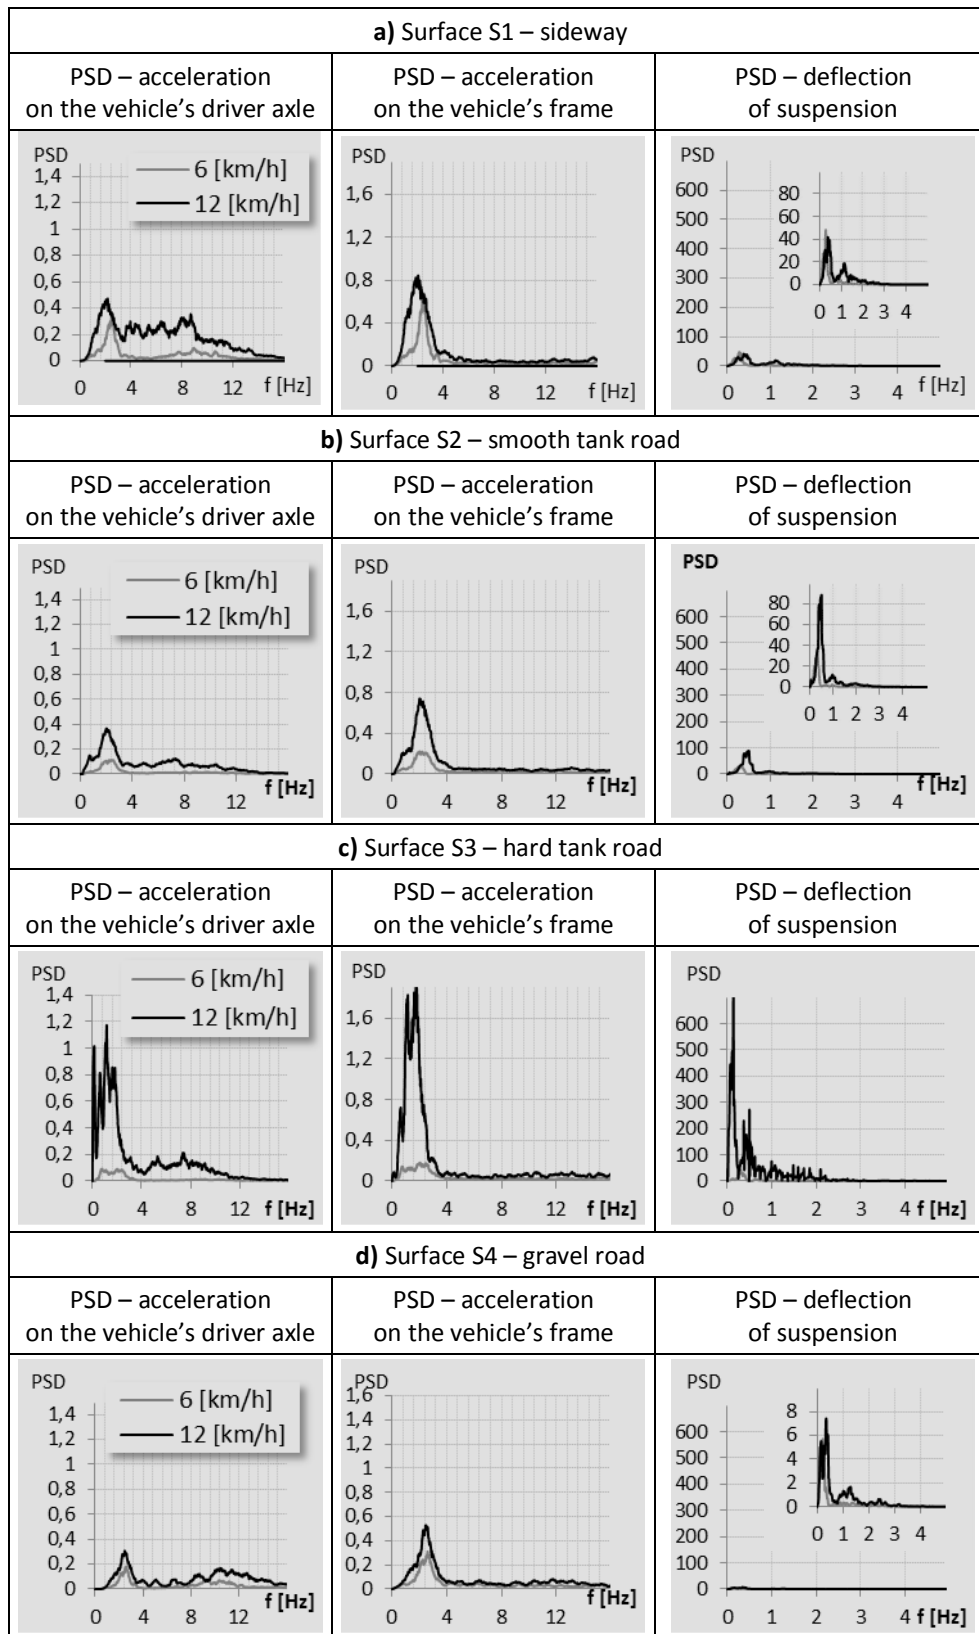 a) Surface S1 – sideway
PSD – acceleration
on the vehicle's driver axle
PSD – acceleration
on the vehicle's frame
PSD – deflection
of suspension
PSD
1,4
1,2
1
0,8
0,6
0,4
0,2
0
0 4 8 12 f [Hz]
6 [km/h]
12 [km/h]
PSD
1,6
1,2
0,8
0,4
0
0 4 8 12 f [Hz]
PSD
600
500
400
300
200
100
0
0 1 2 3 4
80
60
40
20
0
0 1 2 3 4
b) Surface S2 – smooth tank road
PSD – acceleration
on the vehicle's driver axle
PSD – acceleration
on the vehicle's frame
PSD – deflection
of suspension
PSD
1,4
1,2
1
0,8
0,6
0,4
0,2
0
0 4 8 12 f [Hz]
6 [km/h]
12 [km/h]
PSD
1,6
1,2
0,8
0,4
0
0 4 8 12 f [Hz]
PSD
600
500
400
300
200
100
0
0 1 2 3 4
80
60
40
20
0
0 1 2 3 4
c) Surface S3 – hard tank road
PSD – acceleration
on the vehicle's driver axle
PSD – acceleration
on the vehicle's frame
PSD – deflection
of suspension
PSD
1,4
1,2
1
0,8
0,6
0,4
0,2
0
0 4 8 12 f [Hz]
6 [km/h]
12 [km/h]
PSD
1,6
1,2
0,8
0,4
0
0 4 8 12 f [Hz]
PSD
600
500
400
300
200
100
0
0 1 2 3 4 f [Hz]
d) Surface S4 – gravel road
PSD – acceleration
on the vehicle's driver axle
PSD – acceleration
on the vehicle's frame
PSD – deflection
of suspension
PSD
1,4
1,2
1
0,8
0,6
0,4
0,2
0
0 4 8 12 f [Hz]
6 [km/h]
12 [km/h]
PSD
1,6
1,4
1,2
1
0,8
0,6
0,4
0,2
0
0 4 8 12 f [Hz]
PSD
600
500
400
300
200
100
0
0 1 2 3 4
8
6
4
2
0
0 1 2 3 4